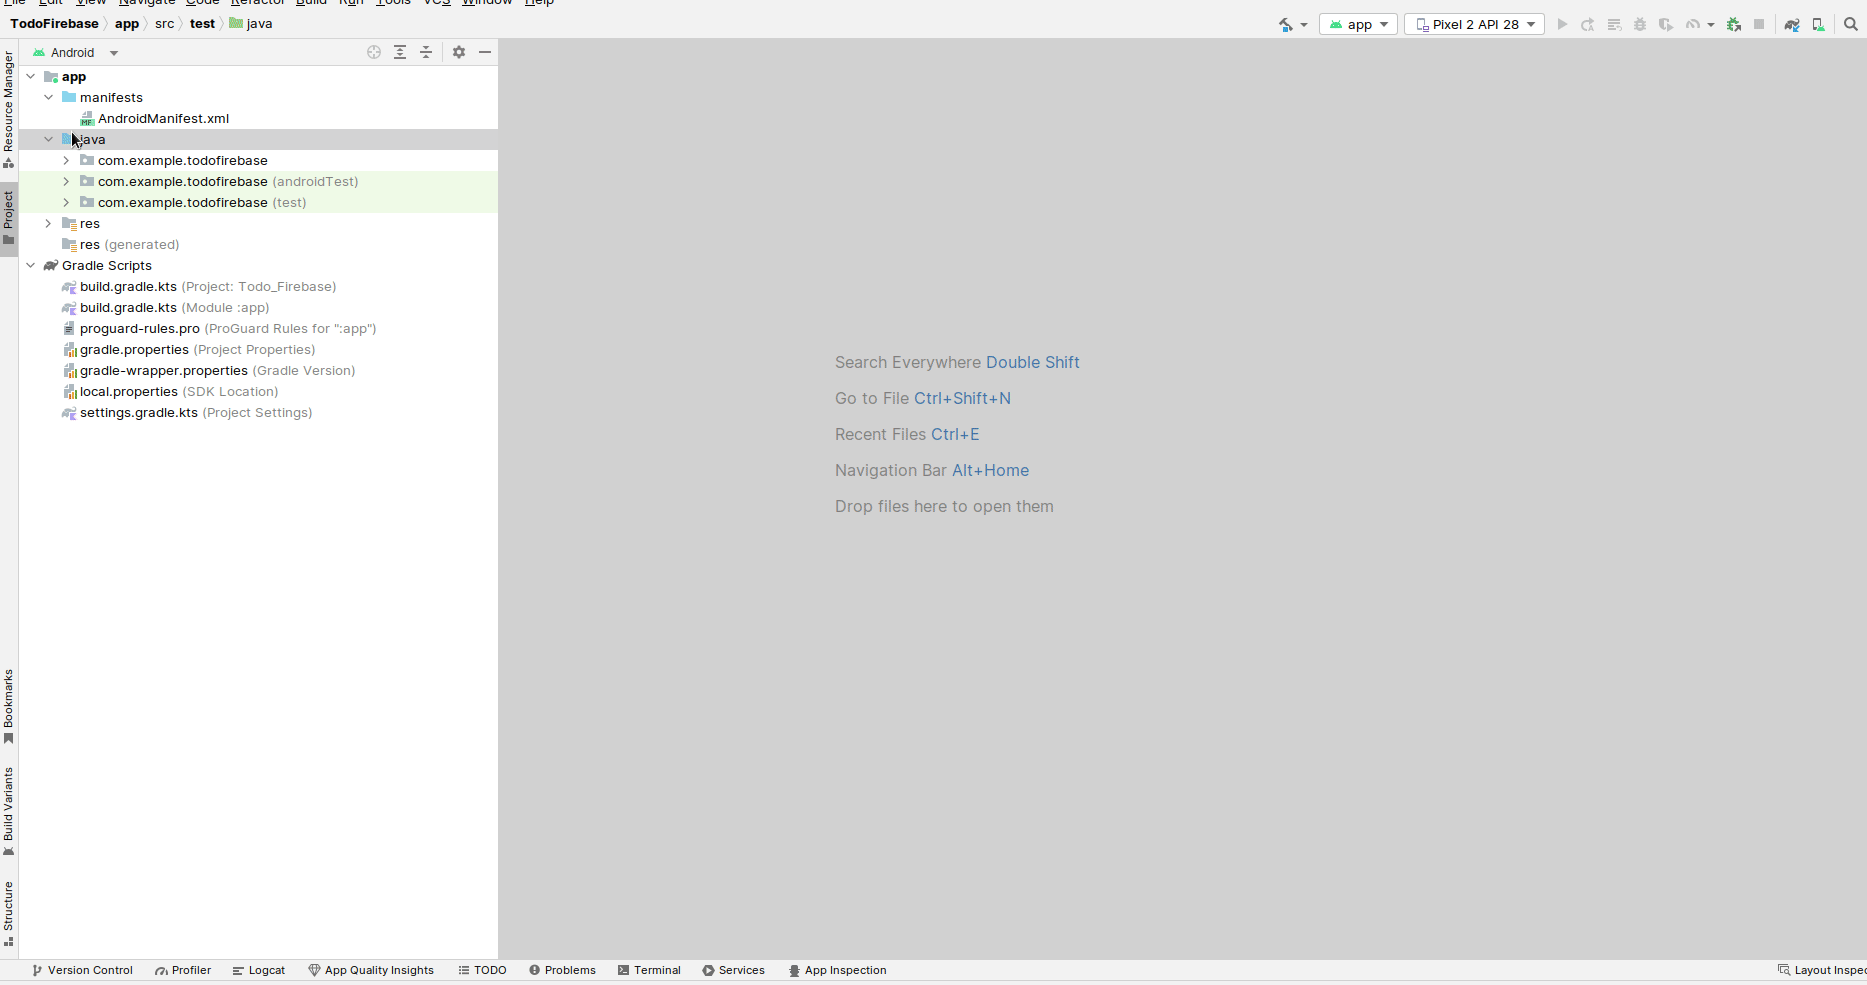 File Edit View Navigate Code Refactor Build Run Tools VCS Window Help
TodoFirebase app src test java
app Pixel 2 API 28
Android
app
manifests
AndroidManifest.xml
java
com.example.todofirebase
com.example.todofirebase (androidTest)
com.example.todofirebase (test)
res
res (generated)
Gradle Scripts
build.gradle.kts (Project: Todo_Firebase)
build.gradle.kts (Module :app)
proguard-rules.pro (ProGuard Rules for ":app")
gradle.properties (Project Properties)
gradle-wrapper.properties (Gradle Version)
local.properties (SDK Location)
settings.gradle.kts (Project Settings)
Resource Manager
Project
Bookmarks
Build Variants
Structure
Search Everywhere Double Shift
Go to File Ctrl+Shift+N
Recent Files Ctrl+E
Navigation Bar Alt+Home
Drop files here to open them
Version Control Profiler Logcat App Quality Insights TODO Problems Terminal Services App Inspection Layout Inspec